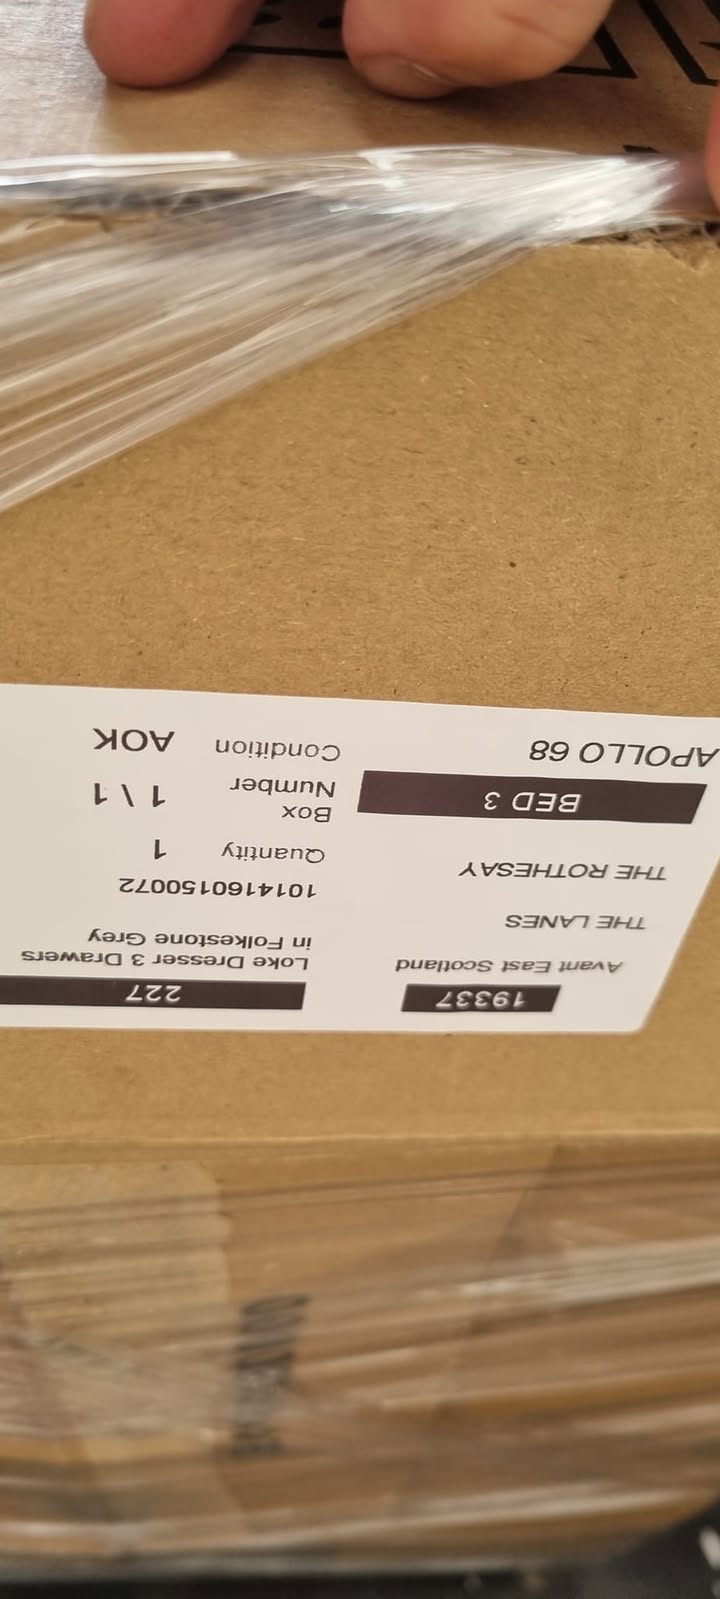 19337
Avant East Scotland
THE LANES
THE ROTHESAY
BED 3
APOLLO 68
227
Loke Dresser 3 Drawers
in Folkestone Grey
1014160150072
Quantity 1
Box
Number 1 \ 1
Condition AOK